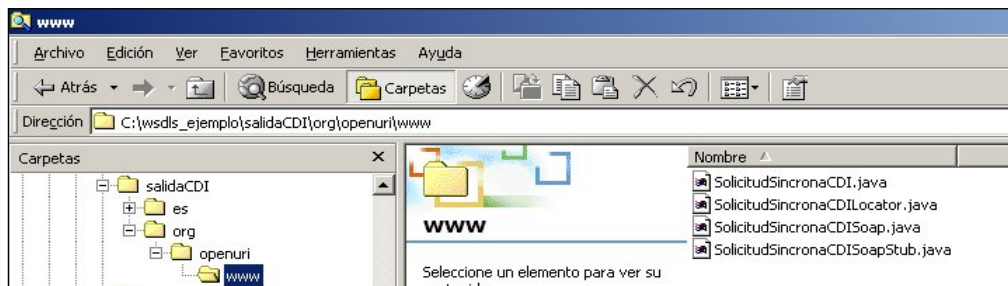 www
Archivo Edición Ver Favoritos Herramientas Ayuda
Atrás Búsqueda Carpetas
Dirección C:\wsdls_ejemplo\salidaCDI\org\openuri\www
Carpetas
salidaCDI
es
org
openuri
www
www
Seleccione un elemento para ver su
Nombre
SolicitudSincronaCDI.java
SolicitudSincronaCDILocator.java
SolicitudSincronaCDISoap.java
SolicitudSincronaCDISoapStub.java